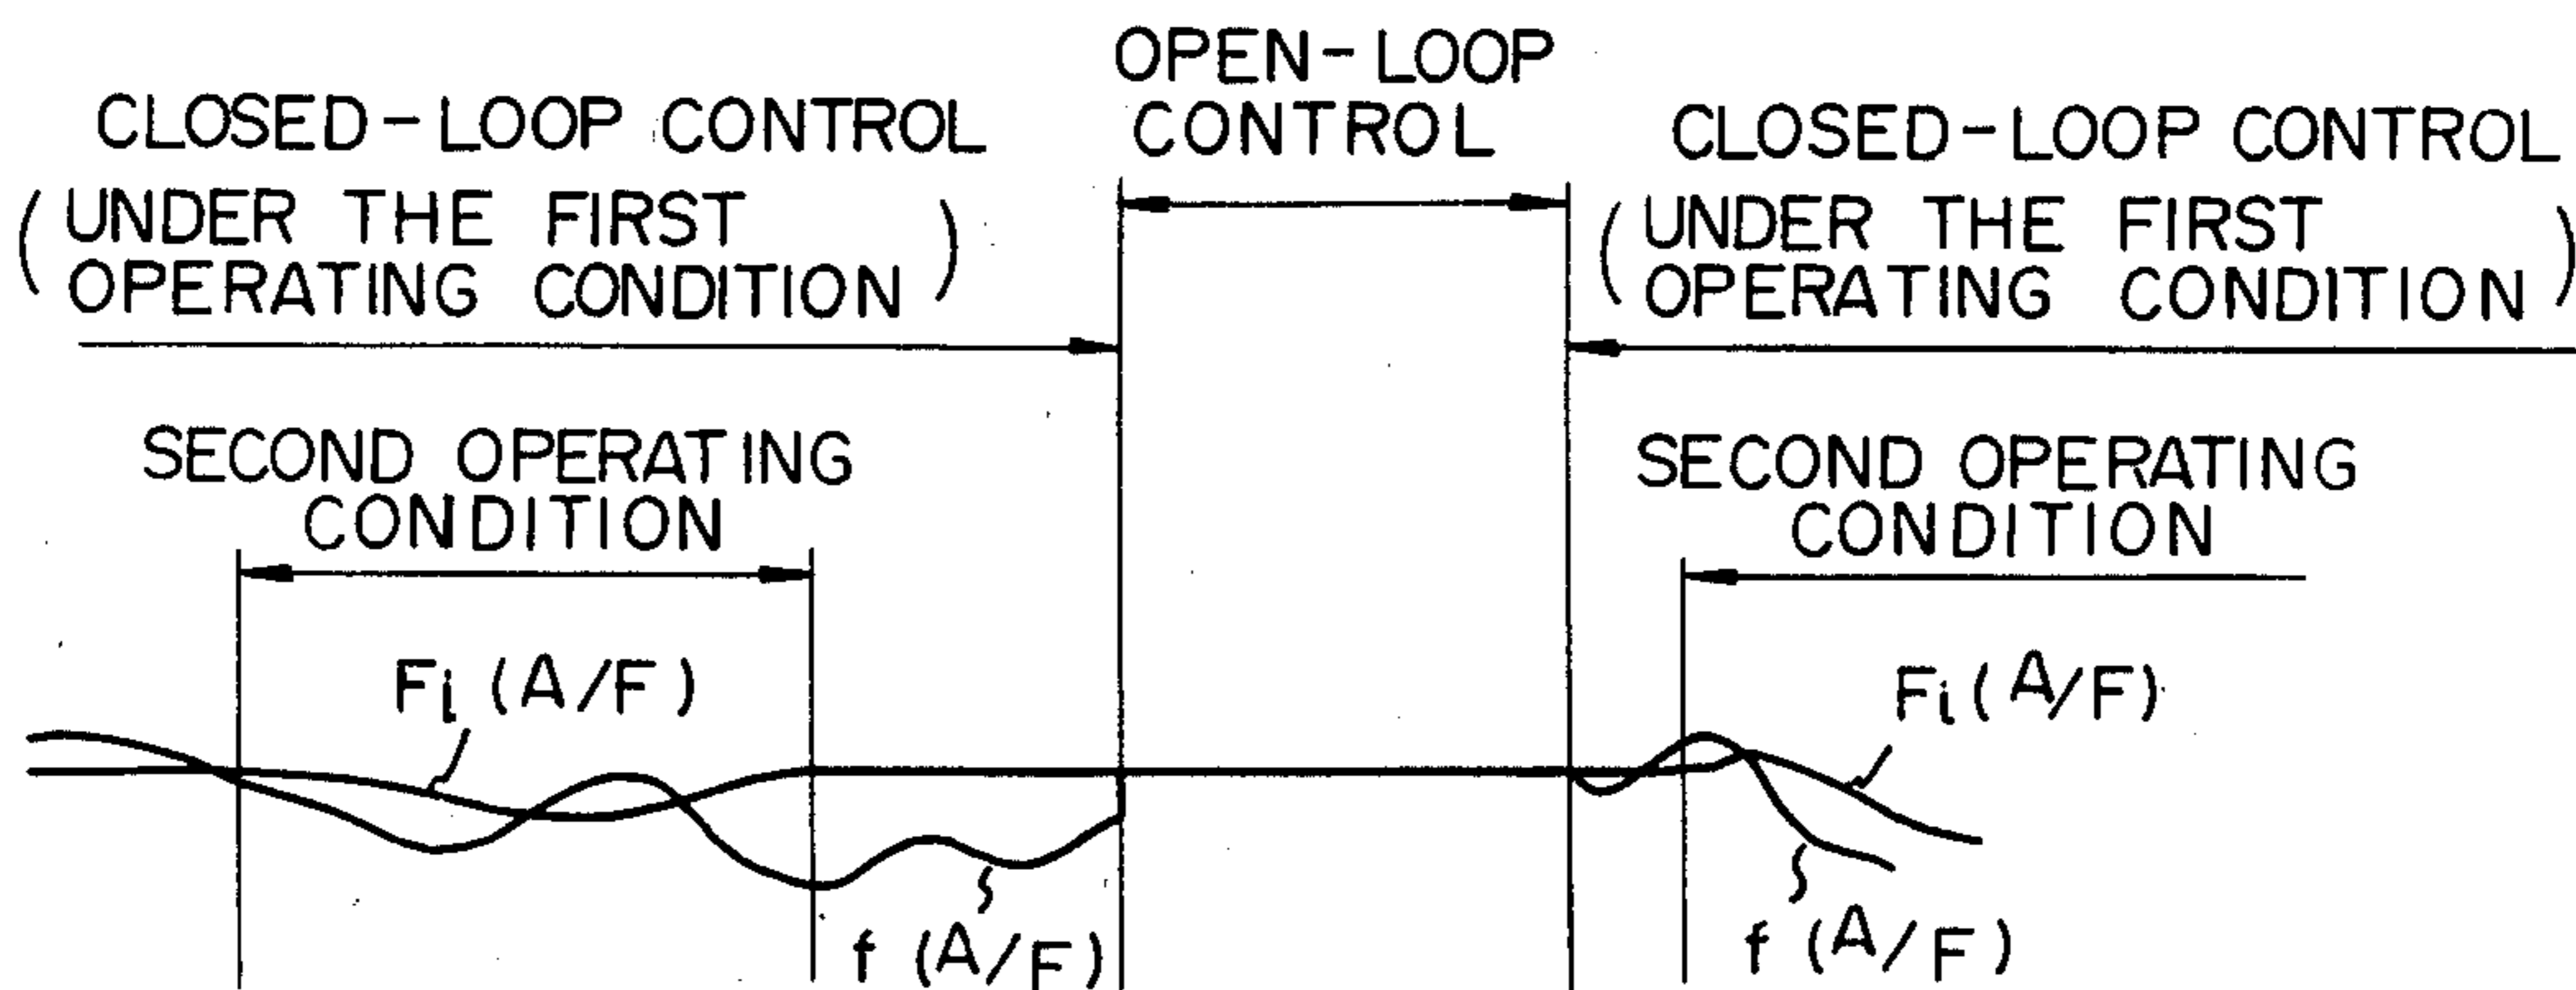 CLOSED-LOOP CONTROL
(UNDER THE FIRST
OPERATING CONDITION)
OPEN-LOOP
CONTROL
CLOSED-LOOP CONTROL
(UNDER THE FIRST
OPERATING CONDITION)
SECOND OPERATING
CONDITION
SECOND OPERATING
CONDITION
Fi (A/F)
f (A/F)
Fi (A/F)
f (A/F)